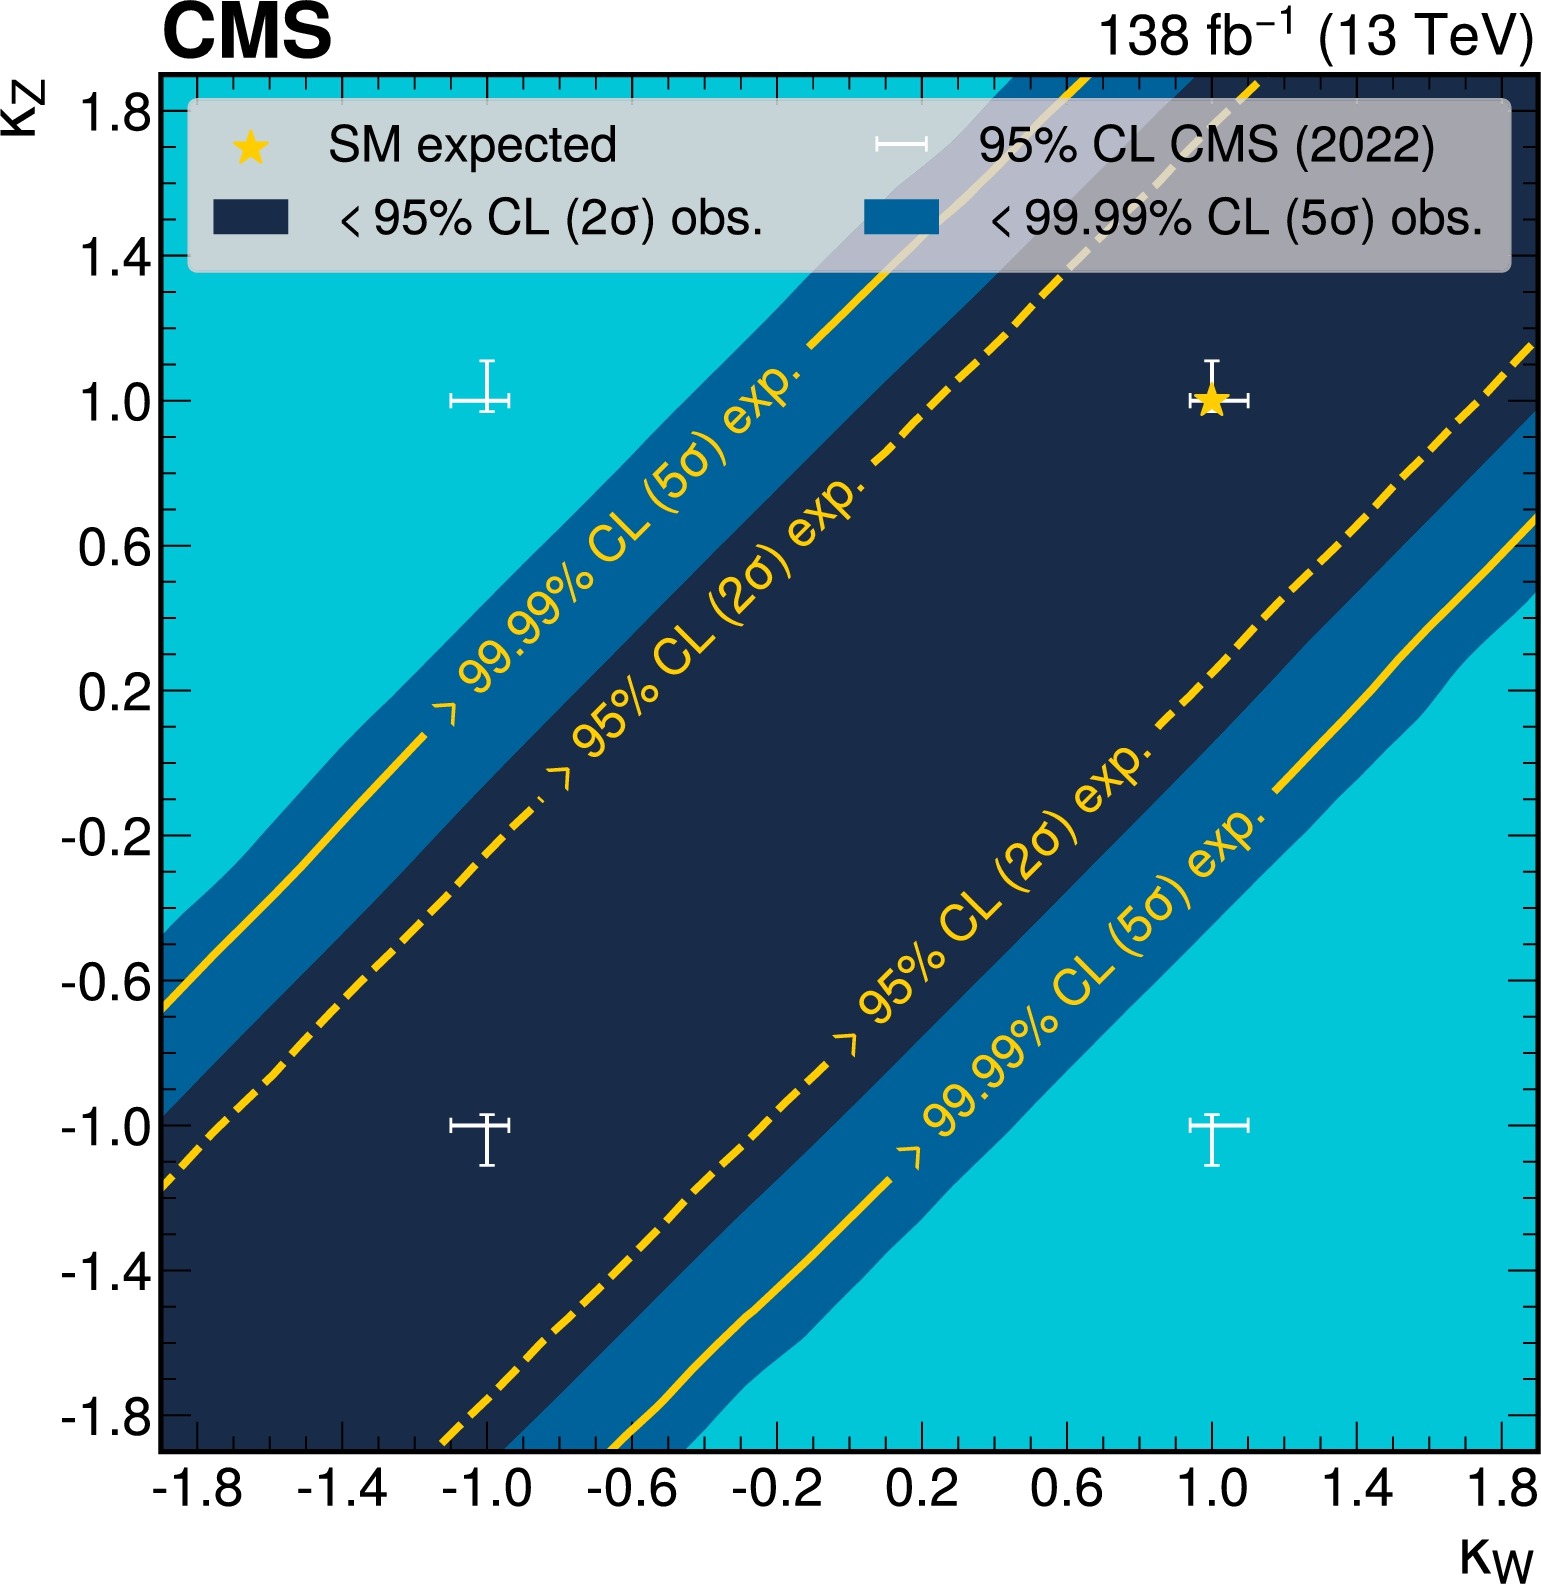 CMS 138 fb⁻¹ (13 TeV)
κZ
SM expected
95% CL CMS (2022)
< 95% CL (2σ) obs.
< 99.99% CL (5σ) obs.
1.8
1.4
1.0
0.6
0.2
-0.2
-0.6
-1.0
-1.4
-1.8
> 99.99% CL (5σ) exp.
> 95% CL (2σ) exp.
> 95% CL (2σ) exp.
> 99.99% CL (5σ) exp.
-1.8 -1.4 -1.0 -0.6 -0.2 0.2 0.6 1.0 1.4 1.8
κW